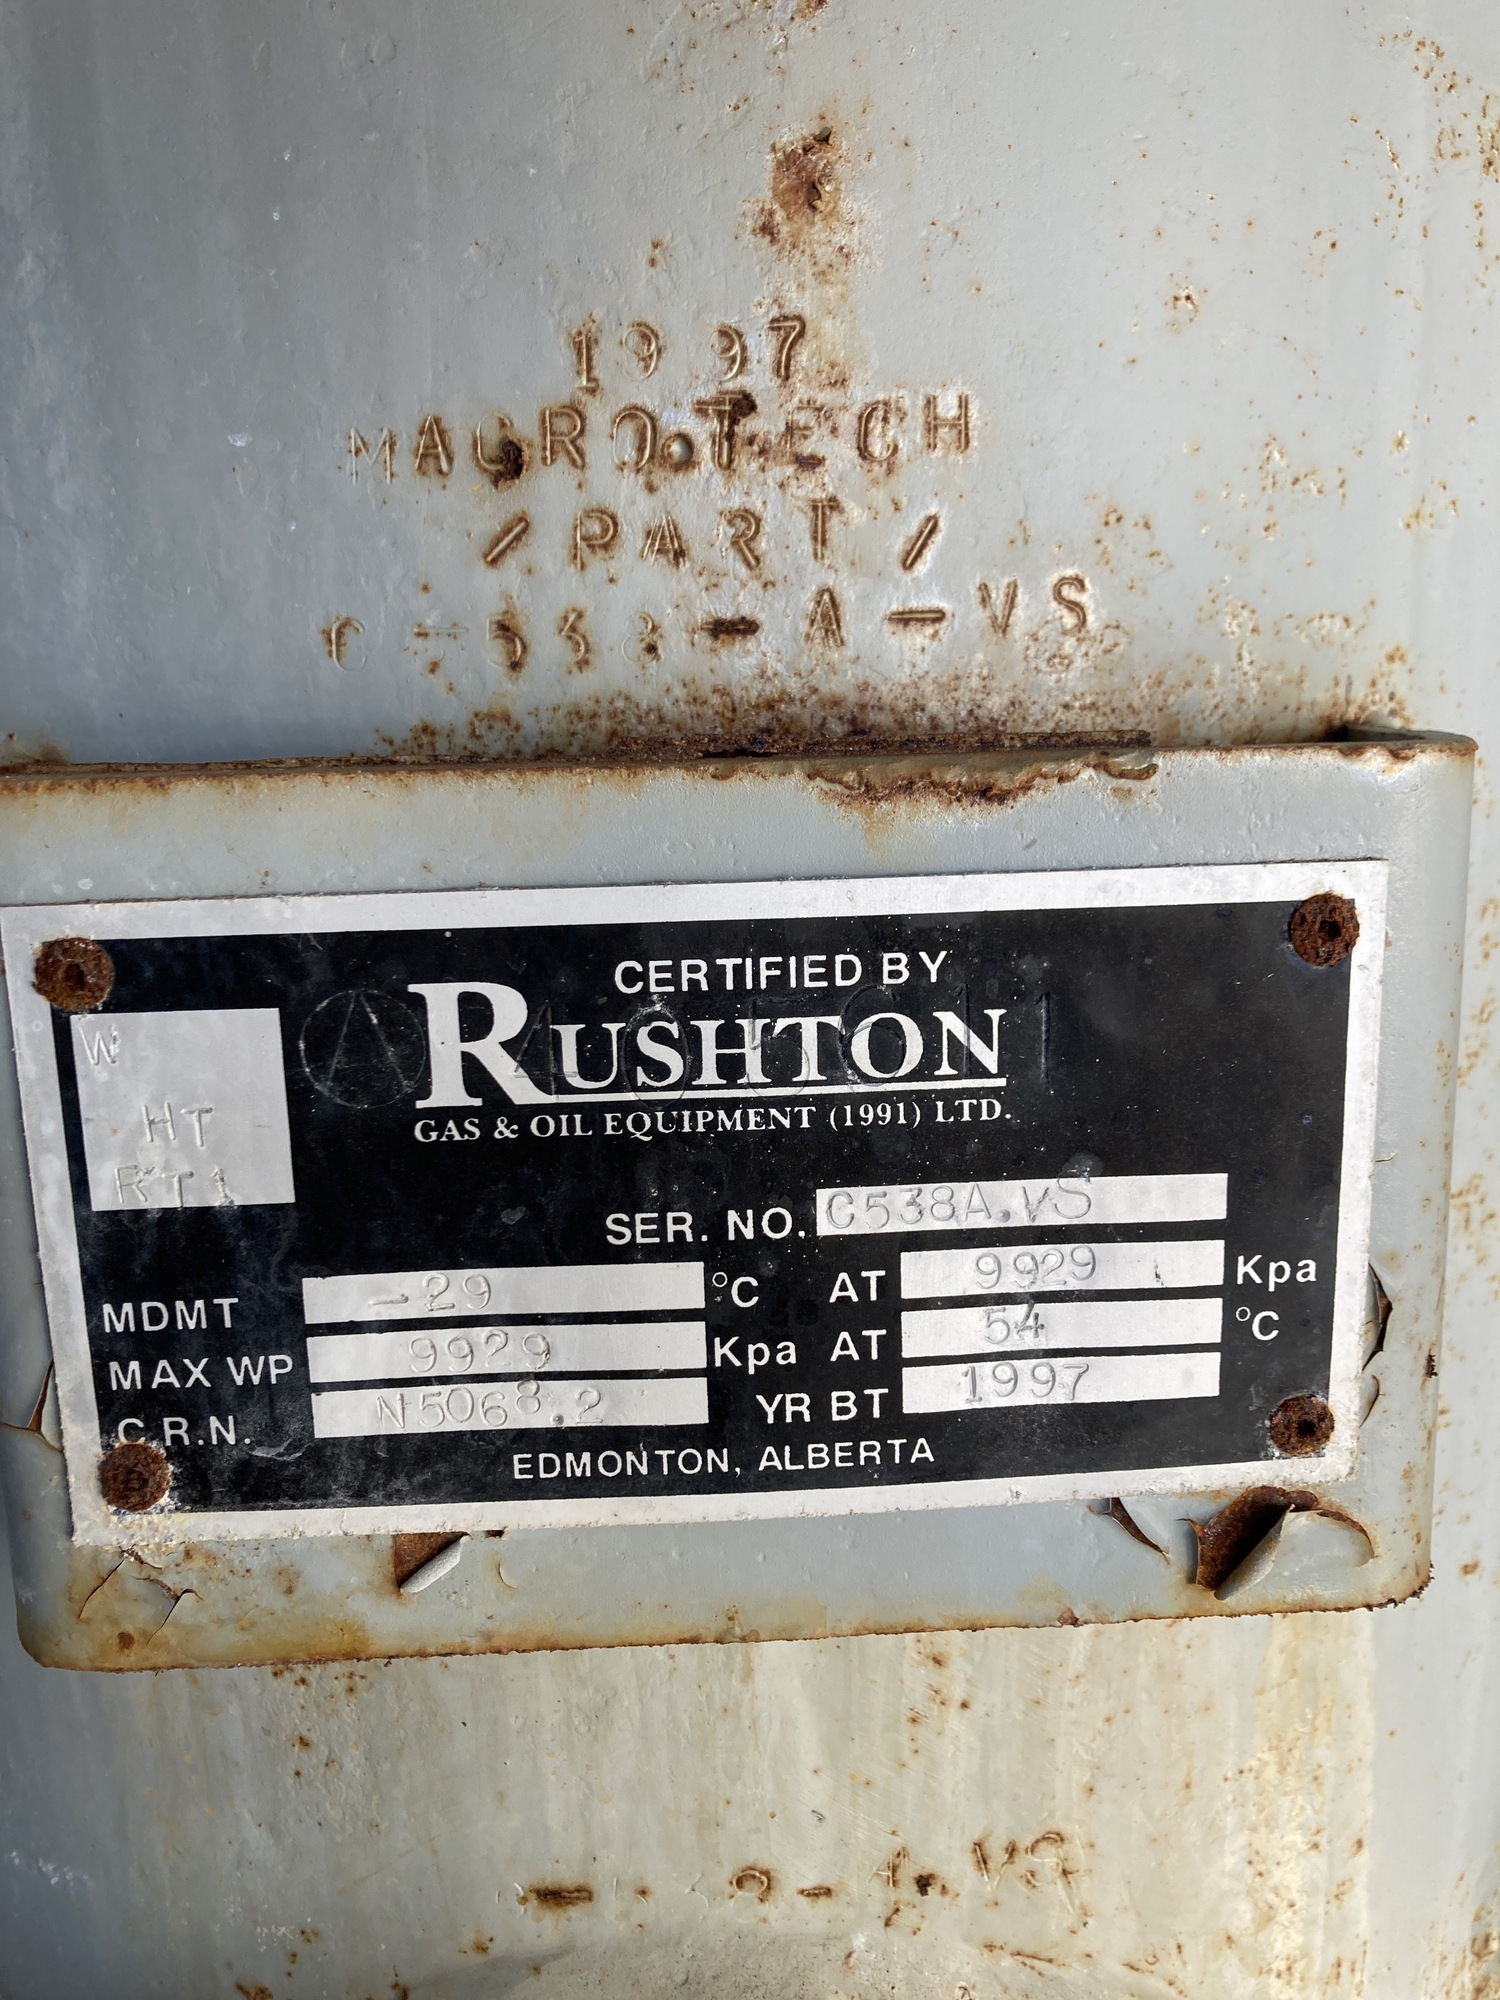 1997
MACRO.TECH
/PART/
C-538-A-VS
CERTIFIED BY
RUSHTON
GAS & OIL EQUIPMENT (1991) LTD.
W
HT
RT1
SER. NO. C538A.VS
MDMT -29 °C AT 9929 Kpa
MAX WP 9929 Kpa AT 54 °C
C.R.N. N5068.2 YR BT 1997
EDMONTON, ALBERTA
A.VS